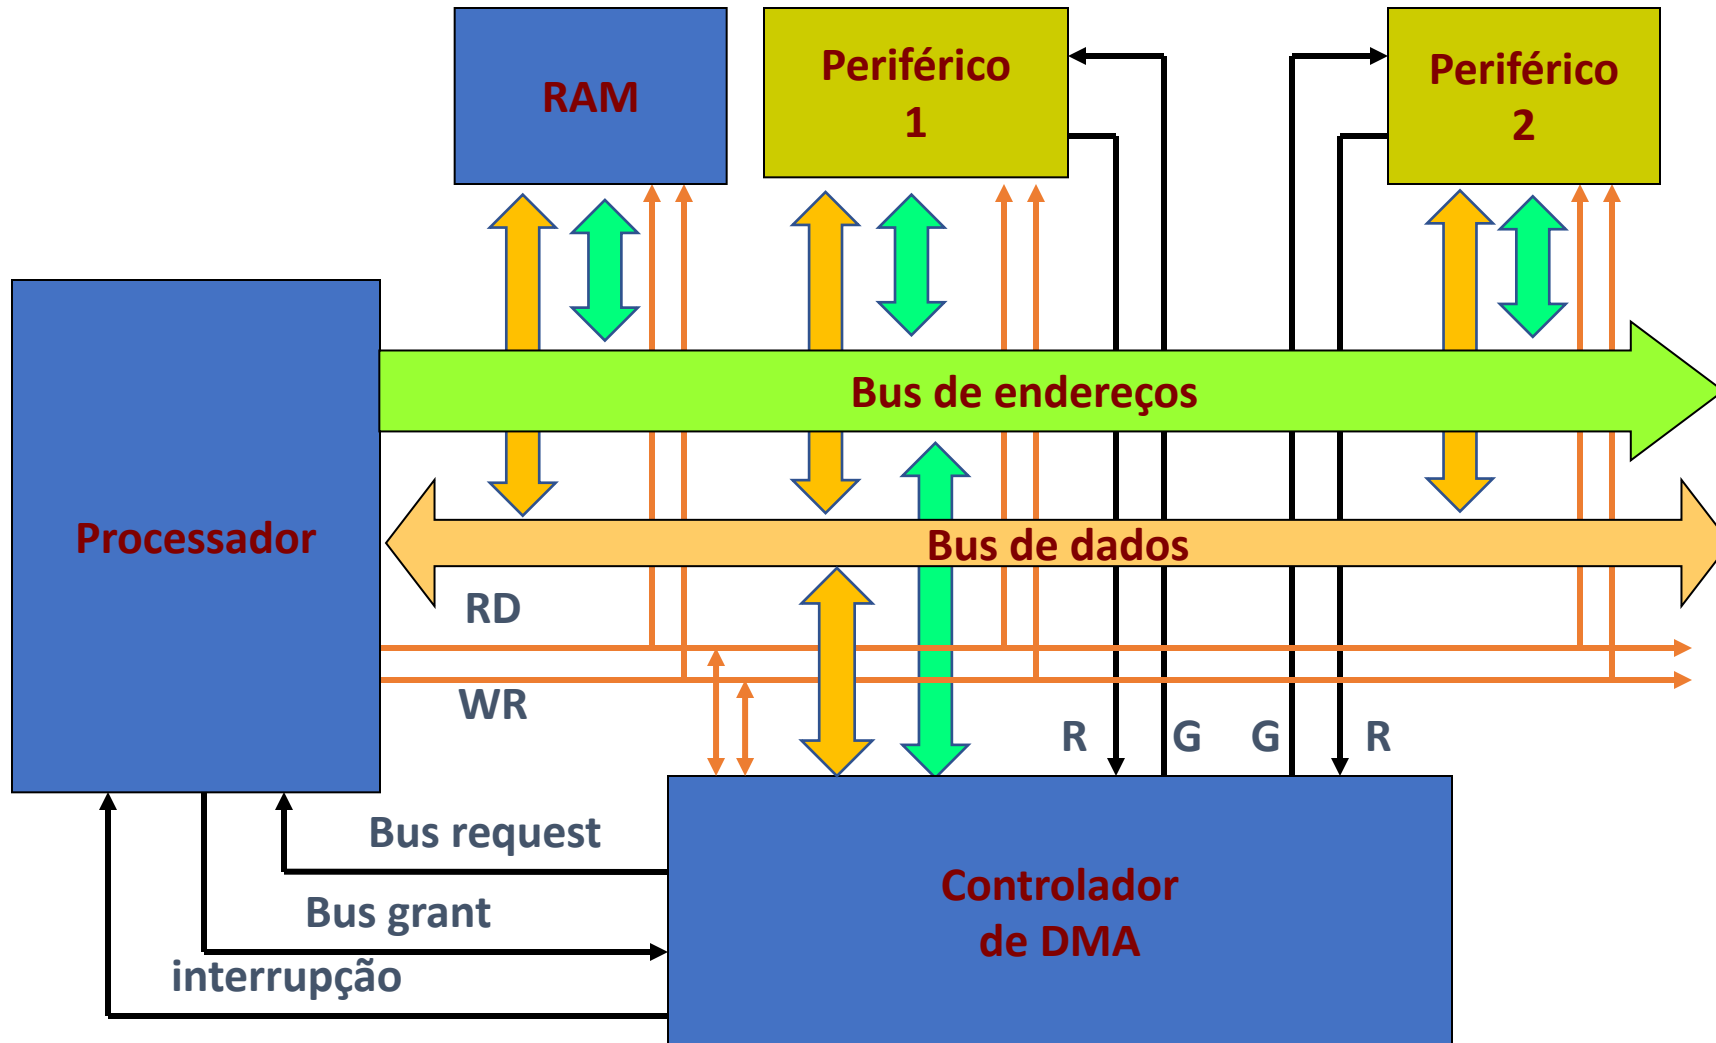 RAM
Periférico
1
Periférico
2
Bus de endereços
Processador
Bus de dados
RD
WR
R
G
G
R
Bus request
Bus grant
interrupção
Controlador
de DMA